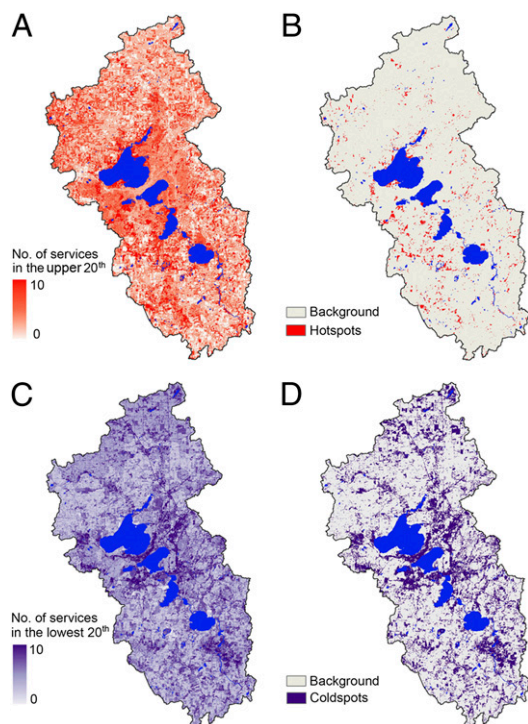 A
B
No. of services
in the upper 20th
10
0
Background
Hotspots
C
D
No. of services
in the lowest 20th
10
0
Background
Coldspots